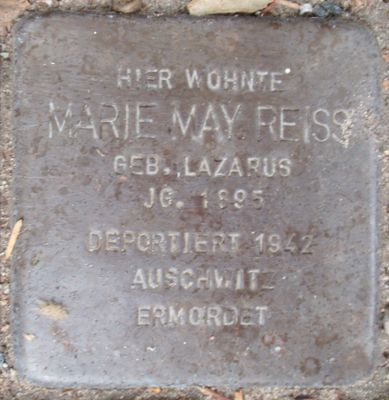 HIER WOHNTE
MARIE MAY REISS
GEB. LAZARUS
JG. 1895
DEPORTIERT 1942
AUSCHWITZ
ERMORDET